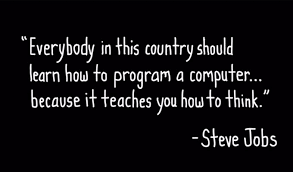 “Everybody in this country should
learn how to program a computer...
because it teaches you how to think.”
- Steve Jobs